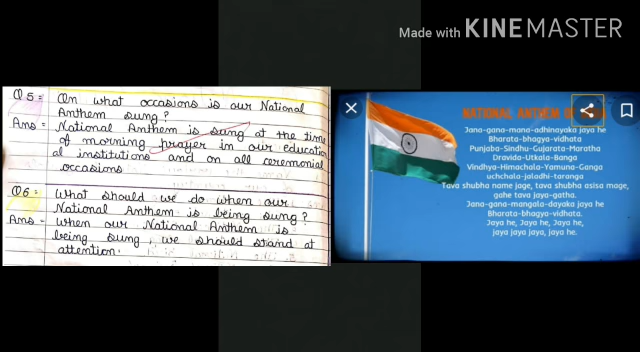 Made with KINEMASTER
Q5= On what occasions is our National
Anthem sung?
Ans= National Anthem is sung at the time
of morning prayer in our education
al institutions and on all ceremonial
occasions
Q6= What should we do when our
National Anthem is being sung?
Ans- When our National Anthem is
being sung, we should stand at
attention.
NATIONAL ANTHEM OF
Jana-gana-mana-adhinayaka jaya he
Bharata-bhagya-vidhata
Punjaba-Sindhu-Gujarata-Maratha
Dravida-Utkala-Banga
Vindhya-Himachala-Yamuna-Ganga
uchchala-jaladhi-taranga
Tava shubha name jage, tava shubha asisa mage,
gahe tava jaya-gatha.
Jana-gana-mangala-dayaka jaya he
Bharata-bhagya-vidhata.
Jaya he, Jaya he, Jaya he,
jaya jaya jaya, jaya he.